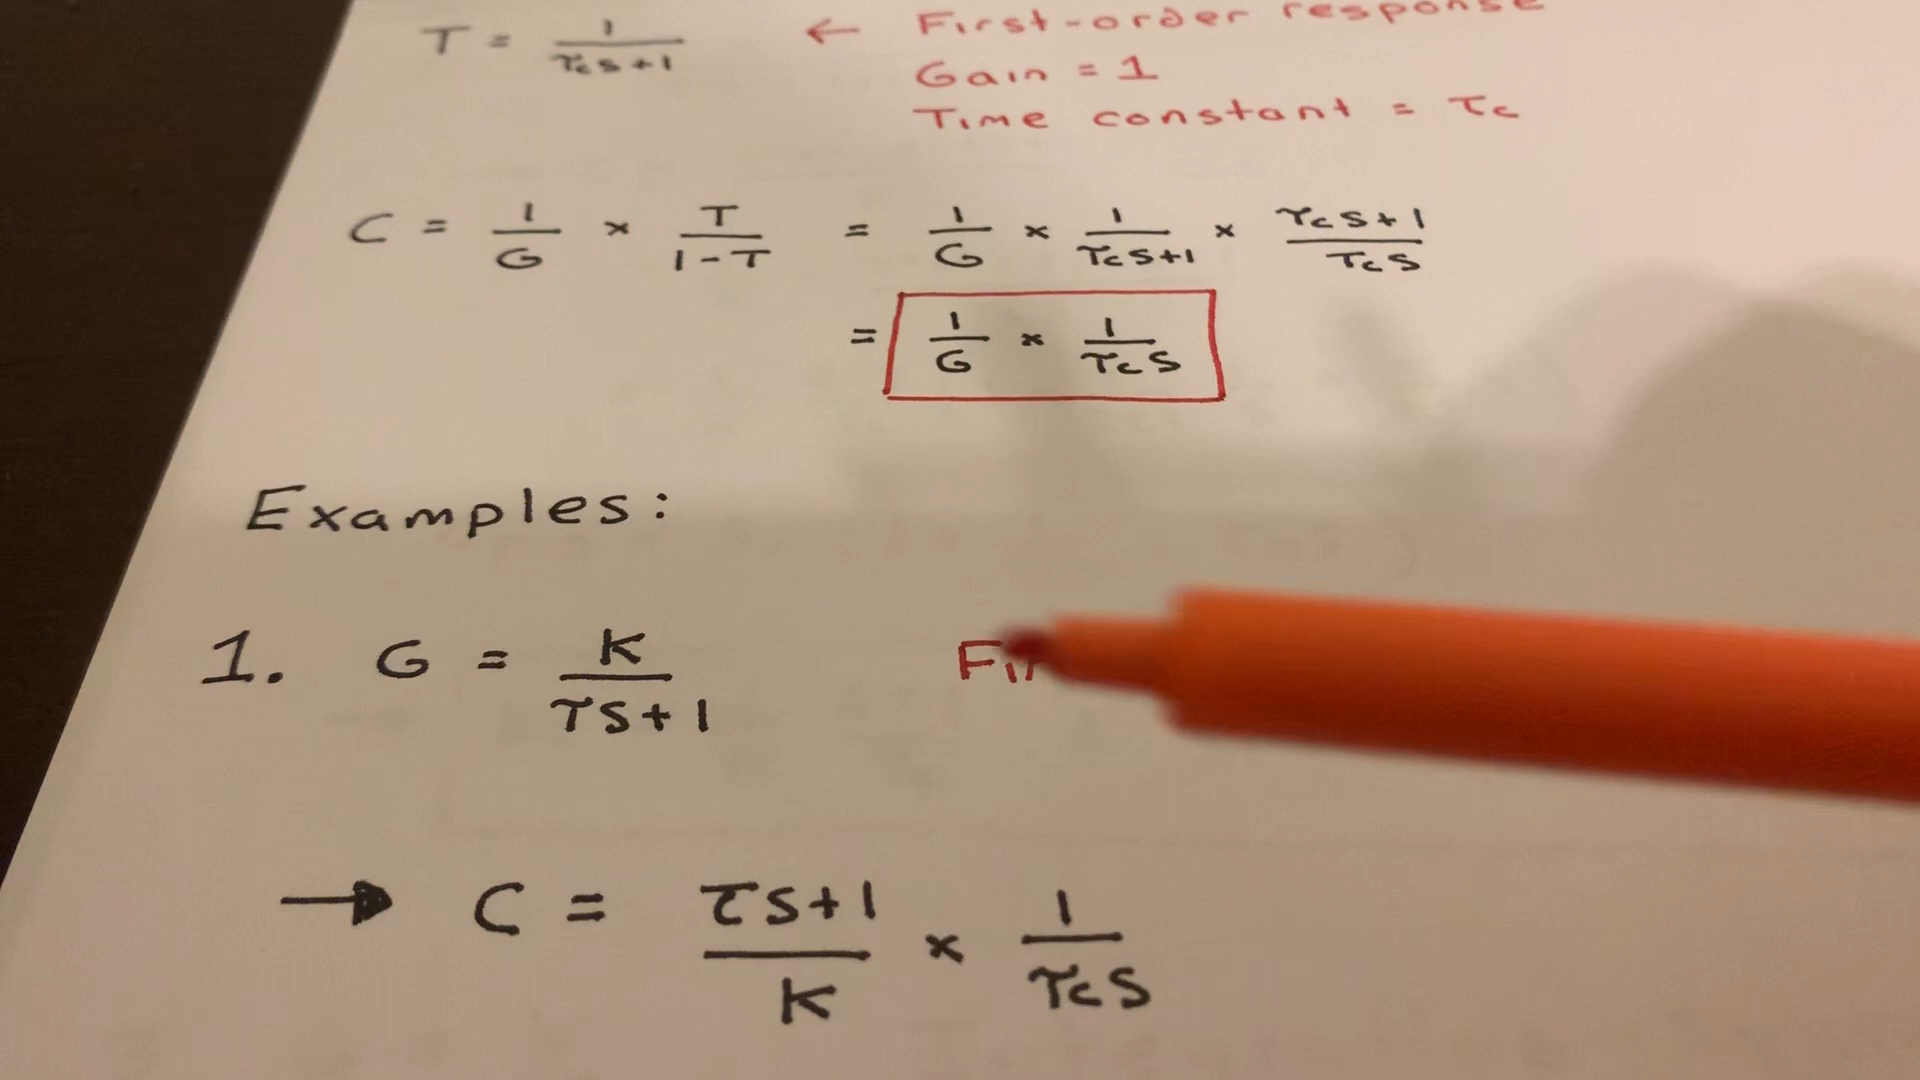 T = 1/(τcs+1) ← First-order response
Gain = 1
Time constant = τc
C = 1/G × T/(1-T) = 1/G × 1/(τcs+1) × (τcs+1)/(τcs)
= 1/G × 1/(τcs)
Examples:
1. G = K/(τs+1)
→ C = (τs+1)/K × 1/(τcs)